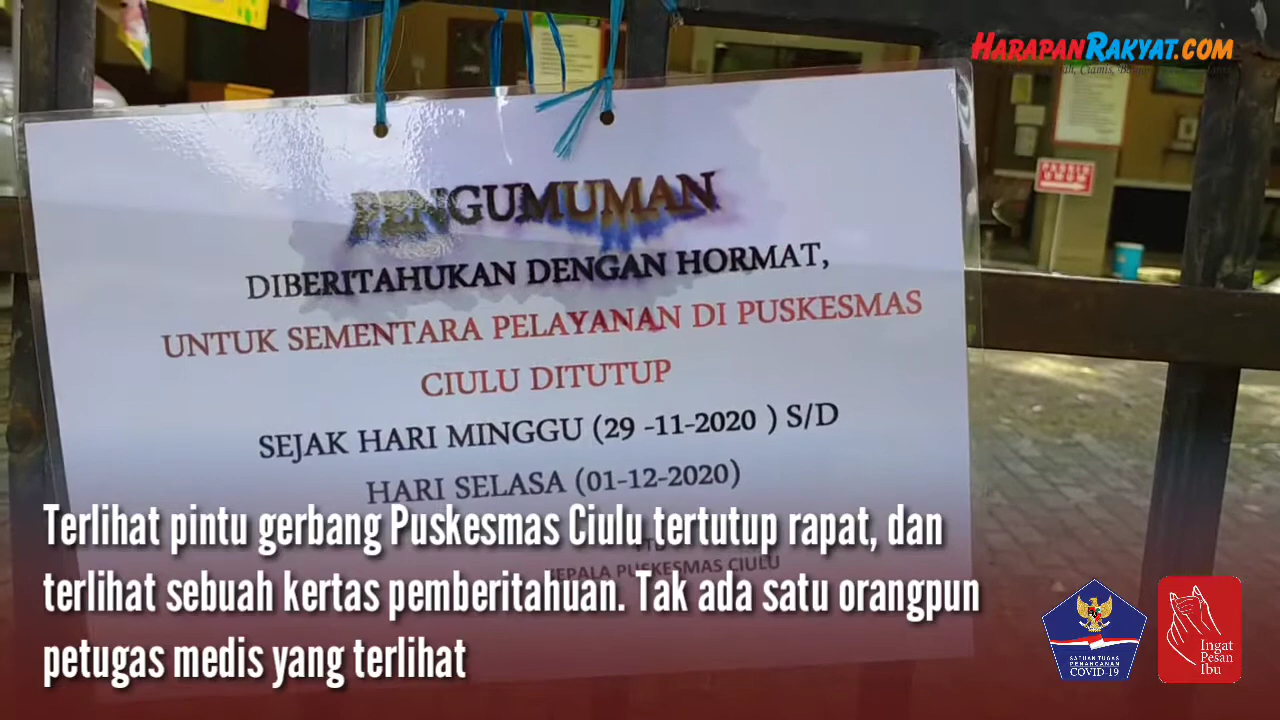 HARAPANRAKYAT.COM
PENGUMUMAN
DIBERITAHUKAN DENGAN HORMAT,
UNTUK SEMENTARA PELAYANAN DI PUSKESMAS
CIULU DITUTUP
SEJAK HARI MINGGU (29 -11-2020 ) S/D
HARI SELASA (01-12-2020)
KEPALA PUSKESMAS CIULU
Terlihat pintu gerbang Puskesmas Ciulu tertutup rapat, dan
terlihat sebuah kertas pemberitahuan. Tak ada satu orangpun
petugas medis yang terlihat
SATUAN TUGAS
PENANGANAN
COVID-19
Ingat
Pesan
Ibu